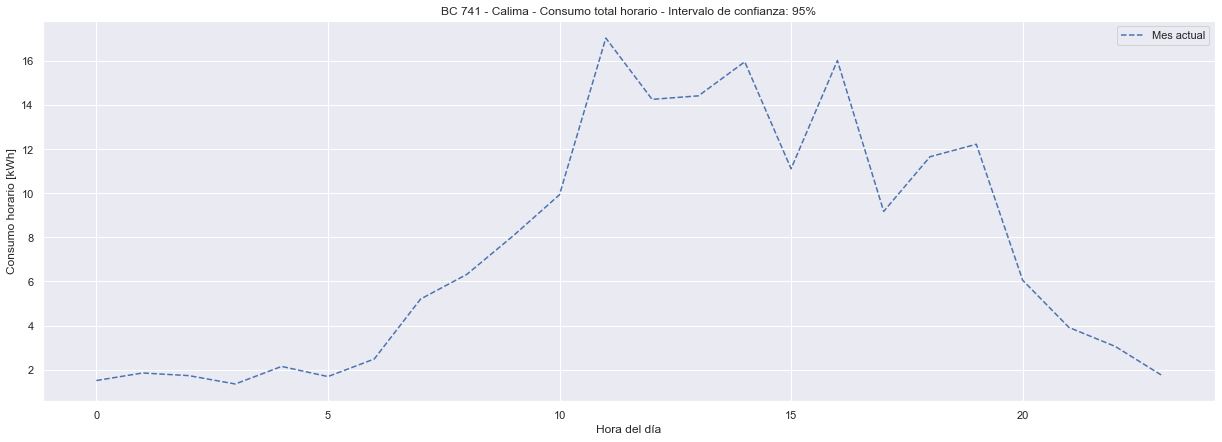 BC 741 - Calima - Consumo total horario - Intervalo de confianza: 95%
Mes actual
Consumo horario [kWh]
16
14
12
10
8
6
4
2
0 5 10 15 20
Hora del día